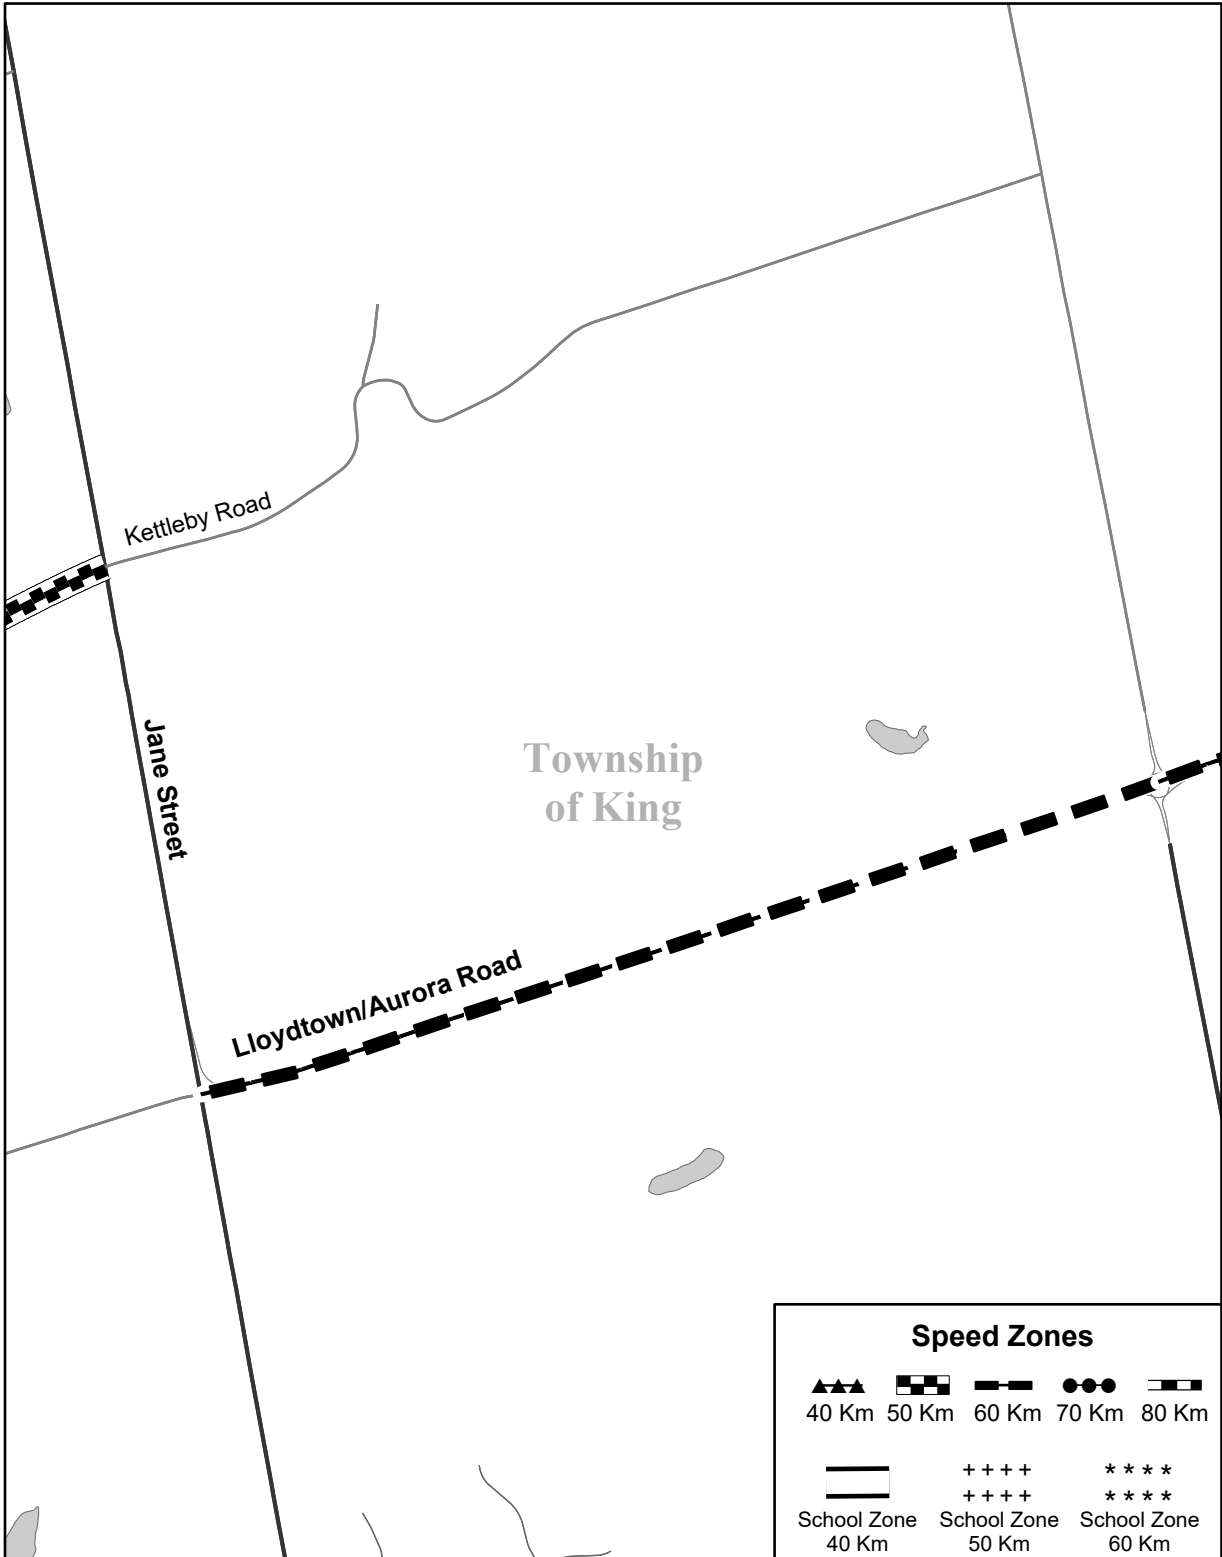 Kettleby Road
Jane Street
Township
of King
Lloydtown/Aurora Road
Speed Zones
40 Km 50 Km 60 Km 70 Km 80 Km
School Zone School Zone School Zone
40 Km 50 Km 60 Km